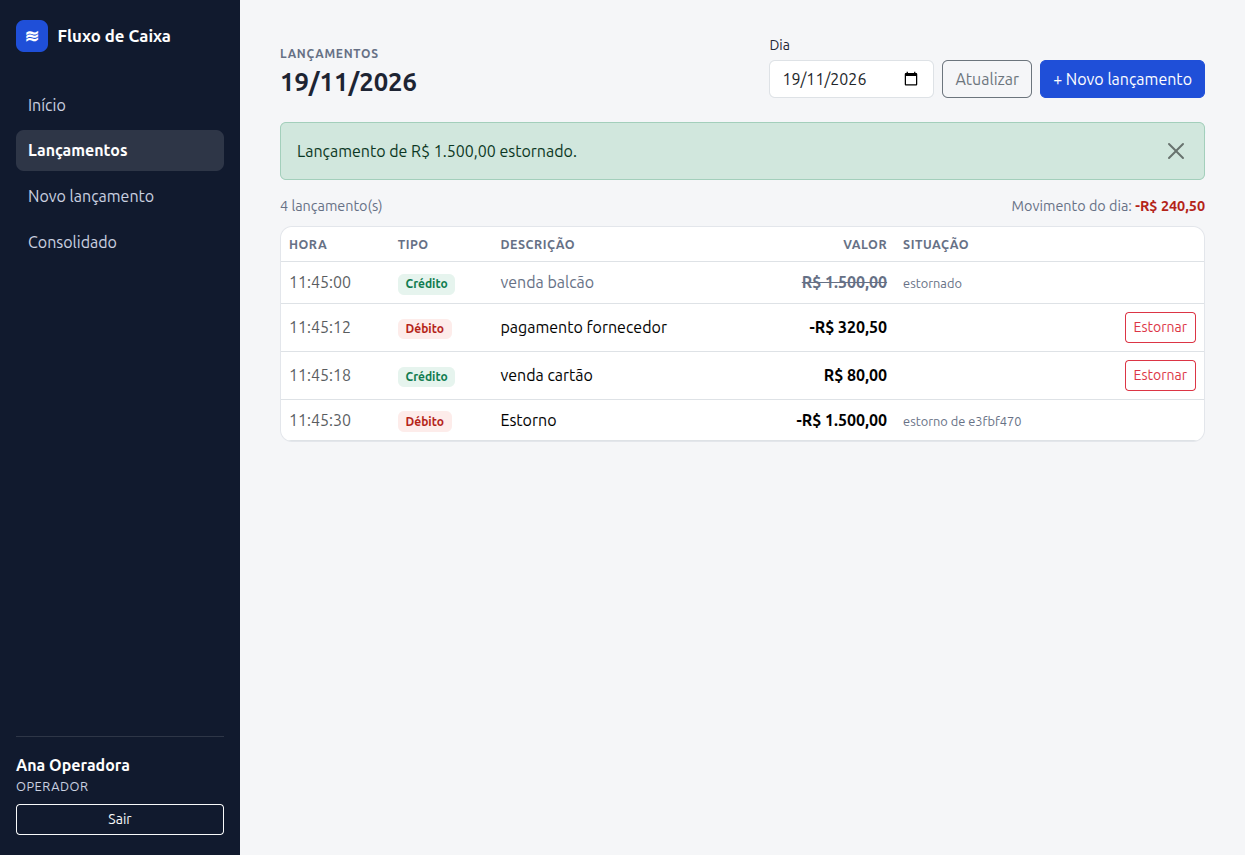 Fluxo de Caixa
Início
Lançamentos
Novo lançamento
Consolidado
Ana Operadora
OPERADOR
Sair
LANÇAMENTOS
19/11/2026
Dia
19/11/2026
Atualizar
+ Novo lançamento
Lançamento de R$ 1.500,00 estornado.
4 lançamento(s)
Movimento do dia: -R$ 240,50
HORA TIPO DESCRIÇÃO VALOR SITUAÇÃO
11:45:00 Crédito venda balcão R$ 1.500,00 estornado
11:45:12 Débito pagamento fornecedor -R$ 320,50 Estornar
11:45:18 Crédito venda cartão R$ 80,00 Estornar
11:45:30 Débito Estorno -R$ 1.500,00 estorno de e3fbf470